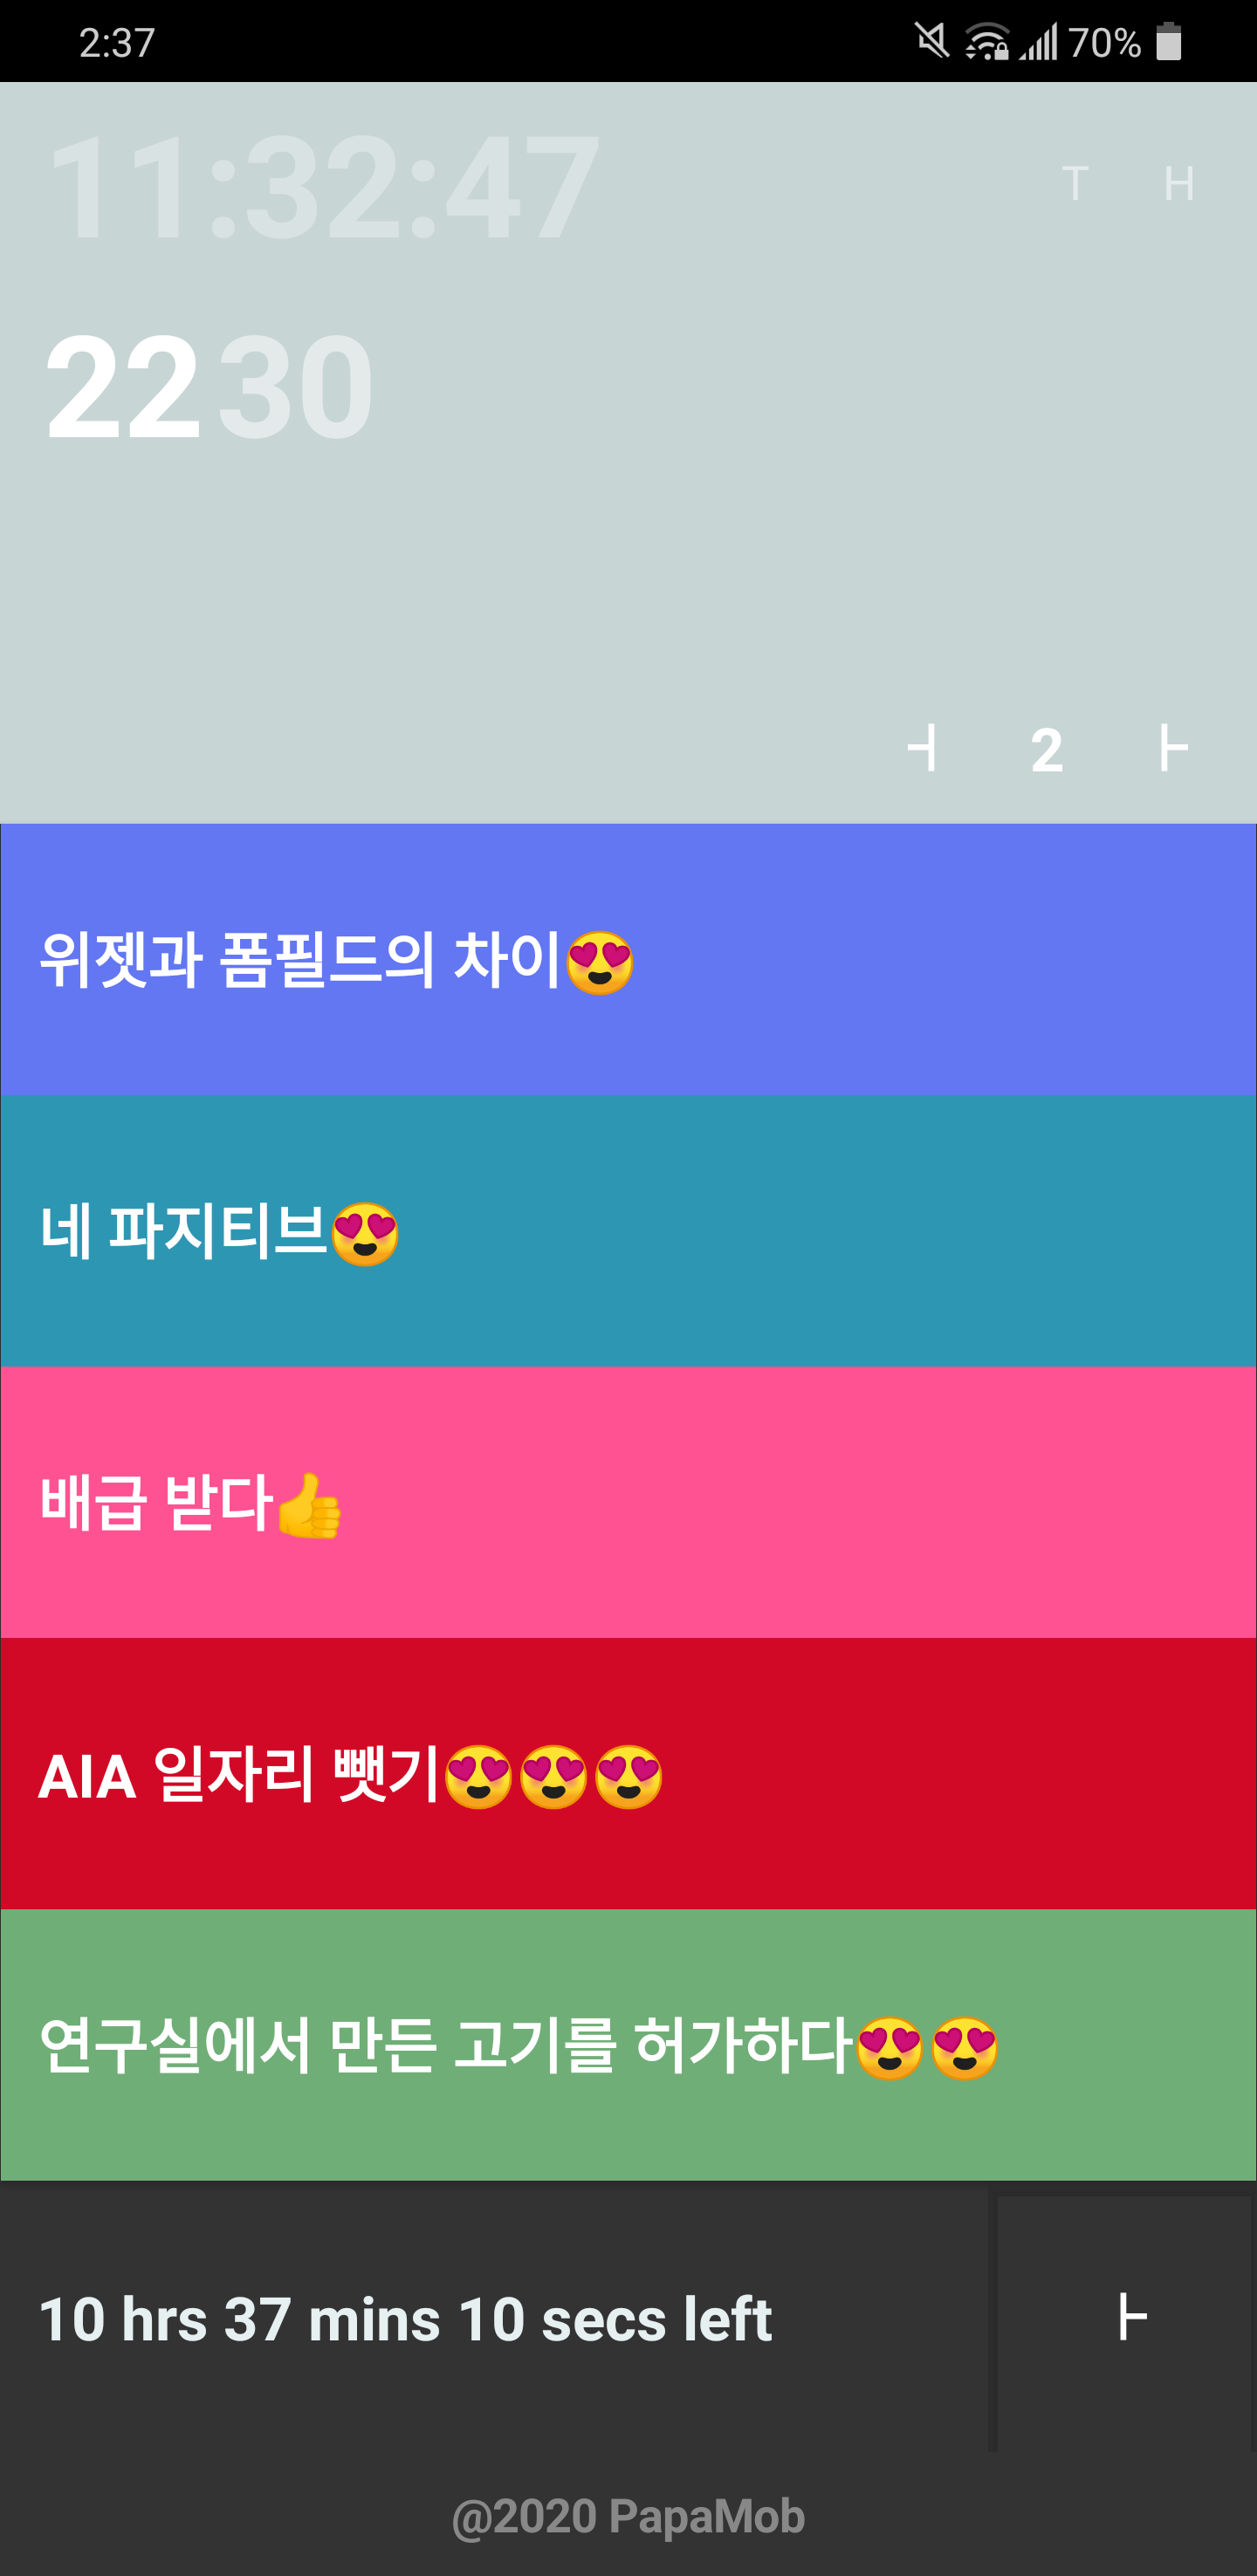 2:37 70%
11:32:47 T H
22 30
2
위젯과 폼필드의 차이😍
네 파지티브😍
배급 받다👍
AIA 일자리 뺏기😍😍😍
연구실에서 만든 고기를 허가하다😍😍
10 hrs 37 mins 10 secs left
@2020 PapaMob